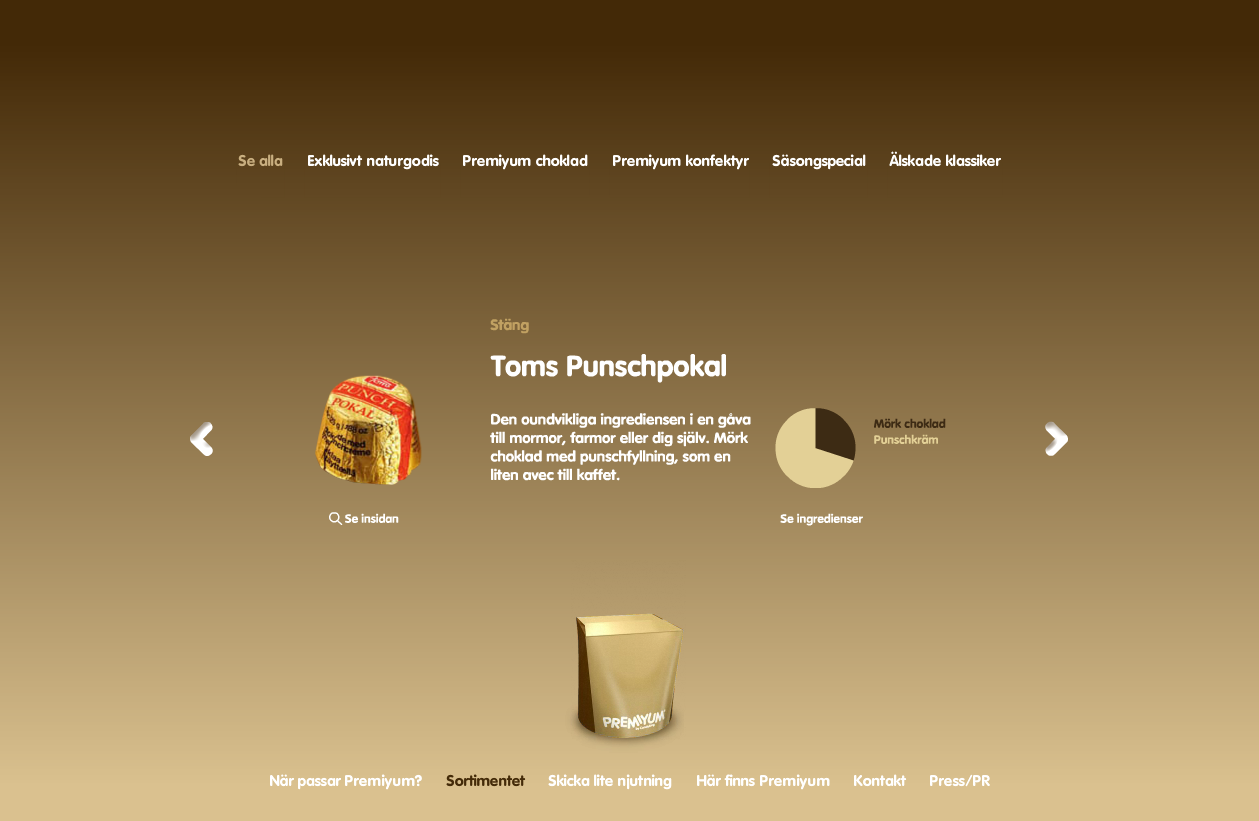 Se alla Exklusivt naturgodis Premiyum choklad Premiyum konfektyr Säsongspecial Älskade klassiker
Stäng
Toms Punschpokal
Toms
PUNCH
POKAL
Den oundvikliga ingrediensen i en gåva
till mormor, farmor eller dig själv. Mörk
choklad med punschfyllning, som en
liten avec till kaffet.
Mörk choklad
Punschkräm
Se insidan
Se ingredienser
PREMIYUM
När passar Premiyum? Sortimentet Skicka lite njutning Här finns Premiyum Kontakt Press/PR